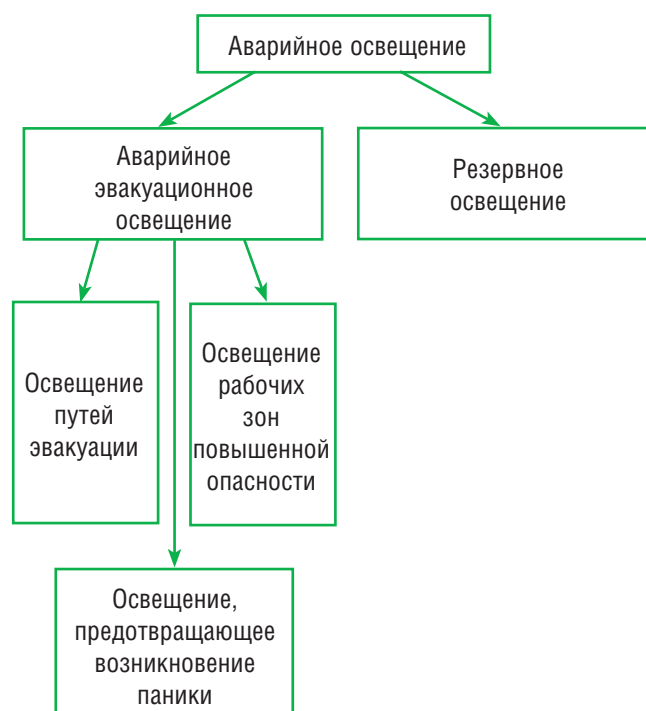 Аварийное освещение
Аварийное
эвакуационное
освещение
Резервное
освещение
Освещение
путей
эвакуации
Освещение
рабочих
зон
повышенной
опасности
Освещение,
предотвращающее
возникновение
паники